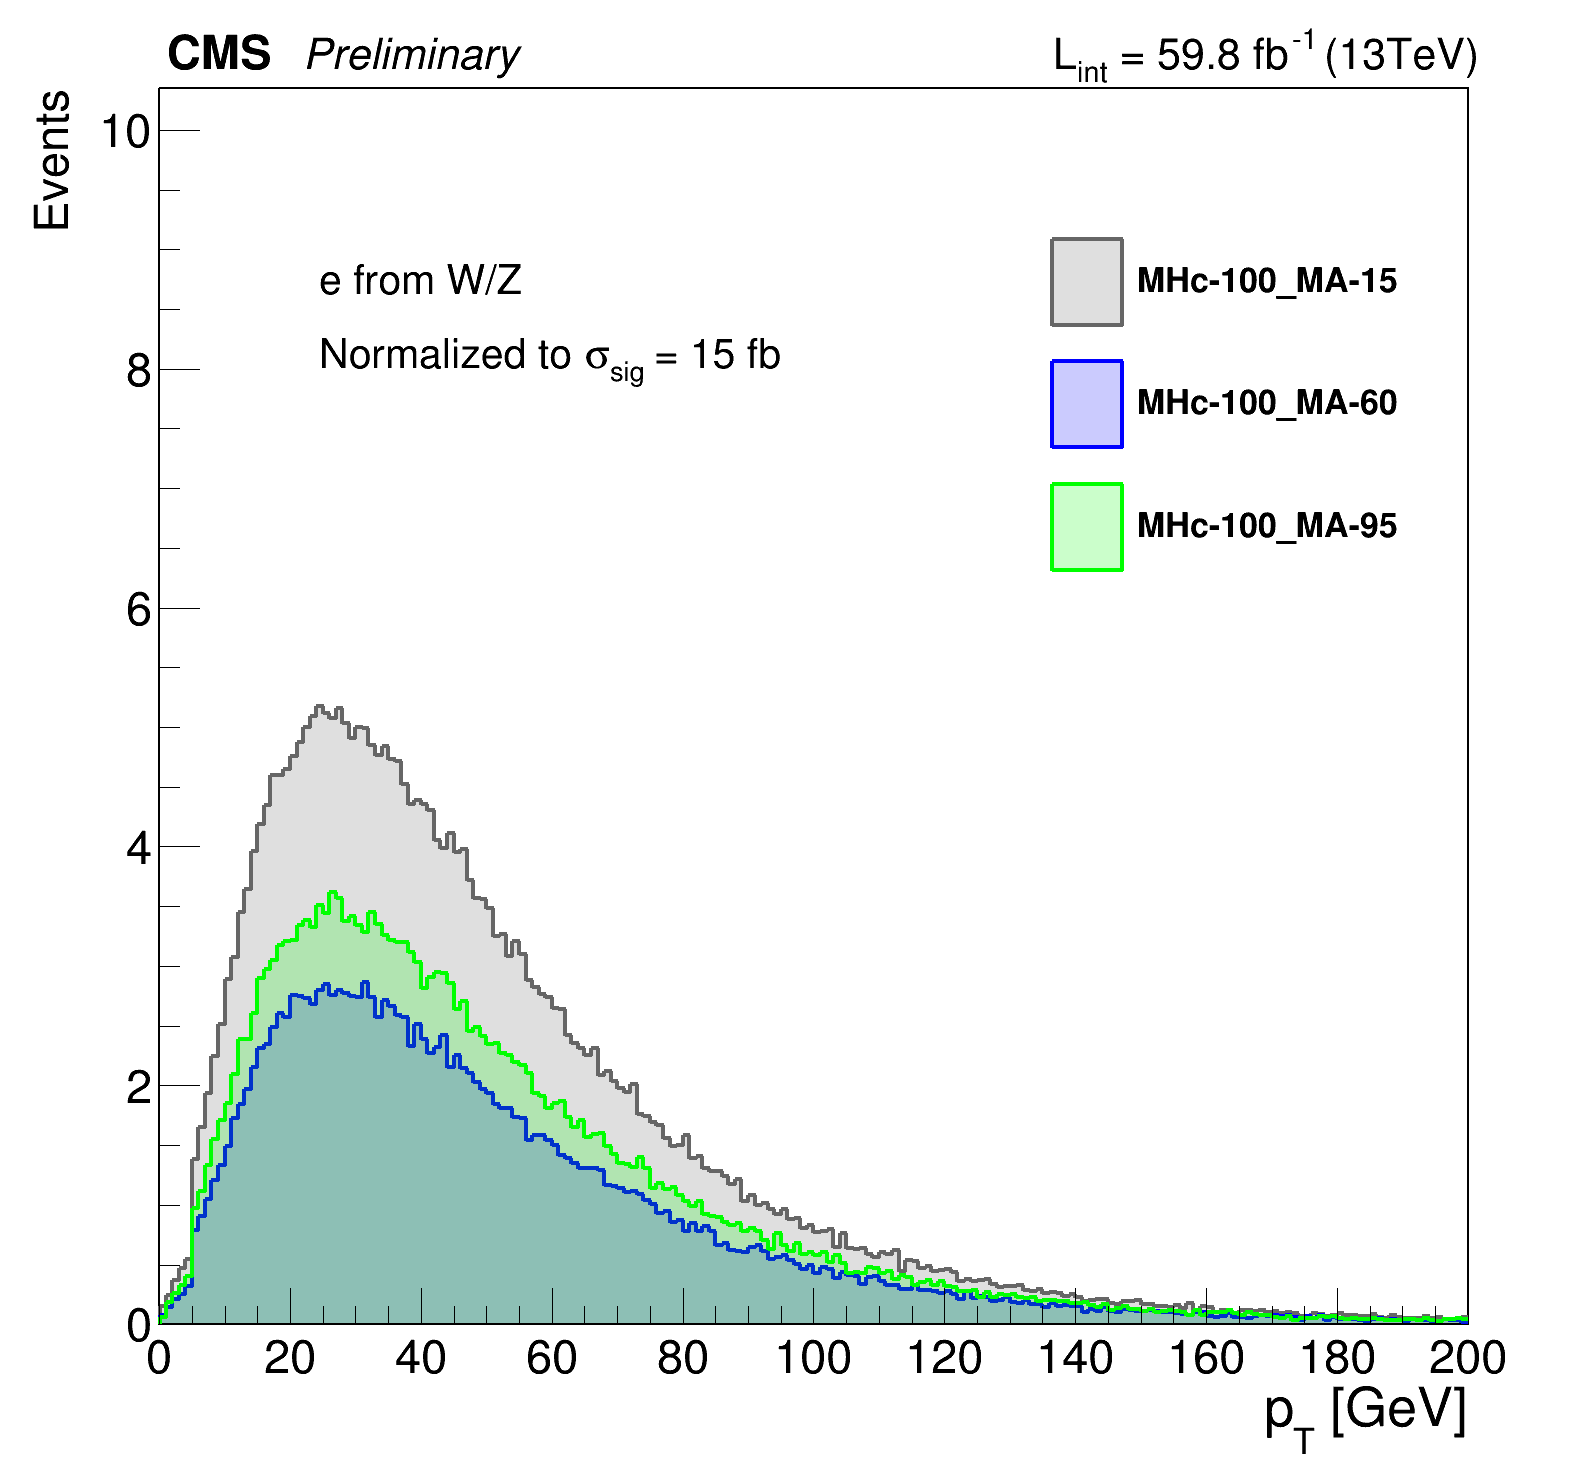 CMS Preliminary
L_int = 59.8 fb^-1 (13TeV)
Events
10
8
6
4
2
0
e from W/Z
Normalized to σ_sig = 15 fb
MHc-100_MA-15
MHc-100_MA-60
MHc-100_MA-95
0 20 40 60 80 100 120 140 160 180 200
p_T [GeV]